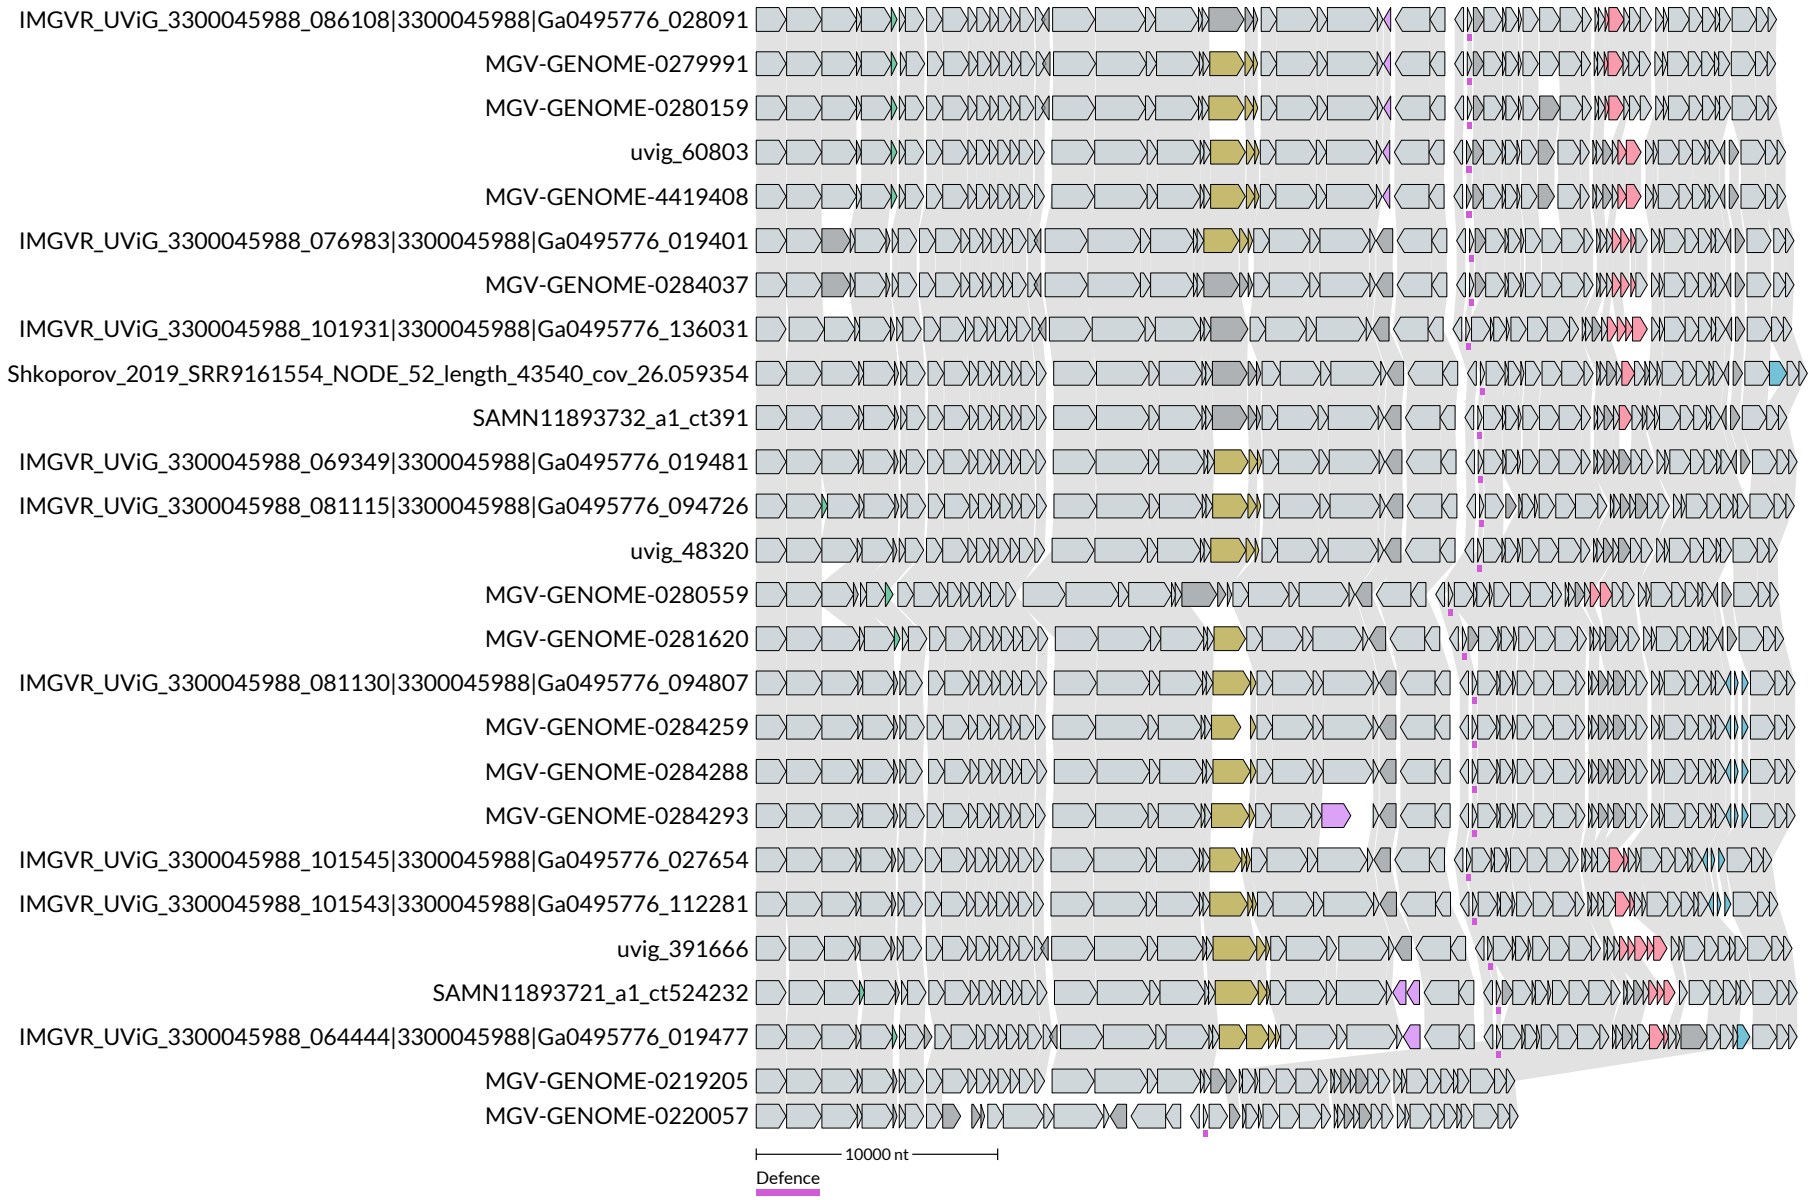 IMGVR_UViG_3300045988_086108|3300045988|Ga0495776_028091
MGV-GENOME-0279991
MGV-GENOME-0280159
uvig_60803
MGV-GENOME-4419408
IMGVR_UViG_3300045988_076983|3300045988|Ga0495776_019401
MGV-GENOME-0284037
IMGVR_UViG_3300045988_101931|3300045988|Ga0495776_136031
Shkoporov_2019_SRR9161554_NODE_52_length_43540_cov_26.059354
SAMN11893732_a1_ct391
IMGVR_UViG_3300045988_069349|3300045988|Ga0495776_019481
IMGVR_UViG_3300045988_081115|3300045988|Ga0495776_094726
uvig_48320
MGV-GENOME-0280559
MGV-GENOME-0281620
IMGVR_UViG_3300045988_081130|3300045988|Ga0495776_094807
MGV-GENOME-0284259
MGV-GENOME-0284288
MGV-GENOME-0284293
IMGVR_UViG_3300045988_101545|3300045988|Ga0495776_027654
IMGVR_UViG_3300045988_101543|3300045988|Ga0495776_112281
uvig_391666
SAMN11893721_a1_ct524232
IMGVR_UViG_3300045988_064444|3300045988|Ga0495776_019477
MGV-GENOME-0219205
MGV-GENOME-0220057
10000 nt
Defence